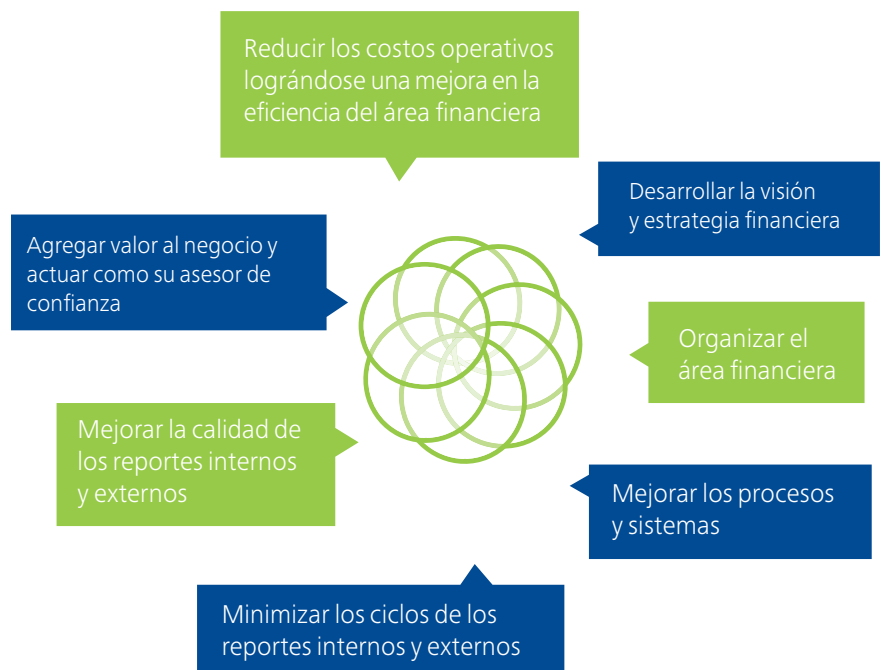 Reducir los costos operativos
lográndose una mejora en la
eficiencia del área financiera
Desarrollar la visión
y estrategia financiera
Agregar valor al negocio y
actuar como su asesor de
confianza
Organizar el
área financiera
Mejorar la calidad de
los reportes internos
y externos
Mejorar los procesos
y sistemas
Minimizar los ciclos de los
reportes internos y externos